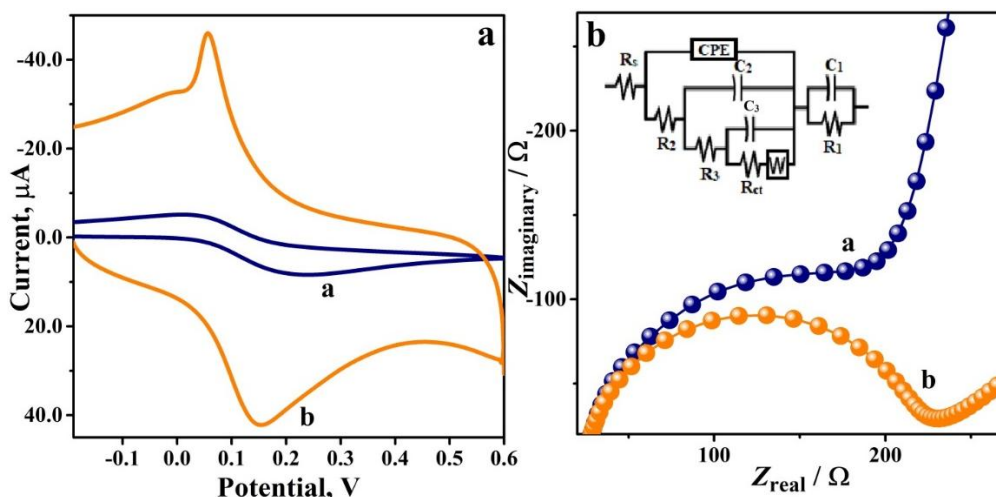 a
-40.0
-20.0
0.0
20.0
40.0
Current, µA
a
b
-0.1
0.0
0.1
0.2
0.3
0.4
0.5
0.6
Potential, V
b
Rs
CPE
C2
C1
R2
C3
R1
R3
Rct
W
-200
-100
Zimaginary / Ω
a
b
100
200
Zreal / Ω